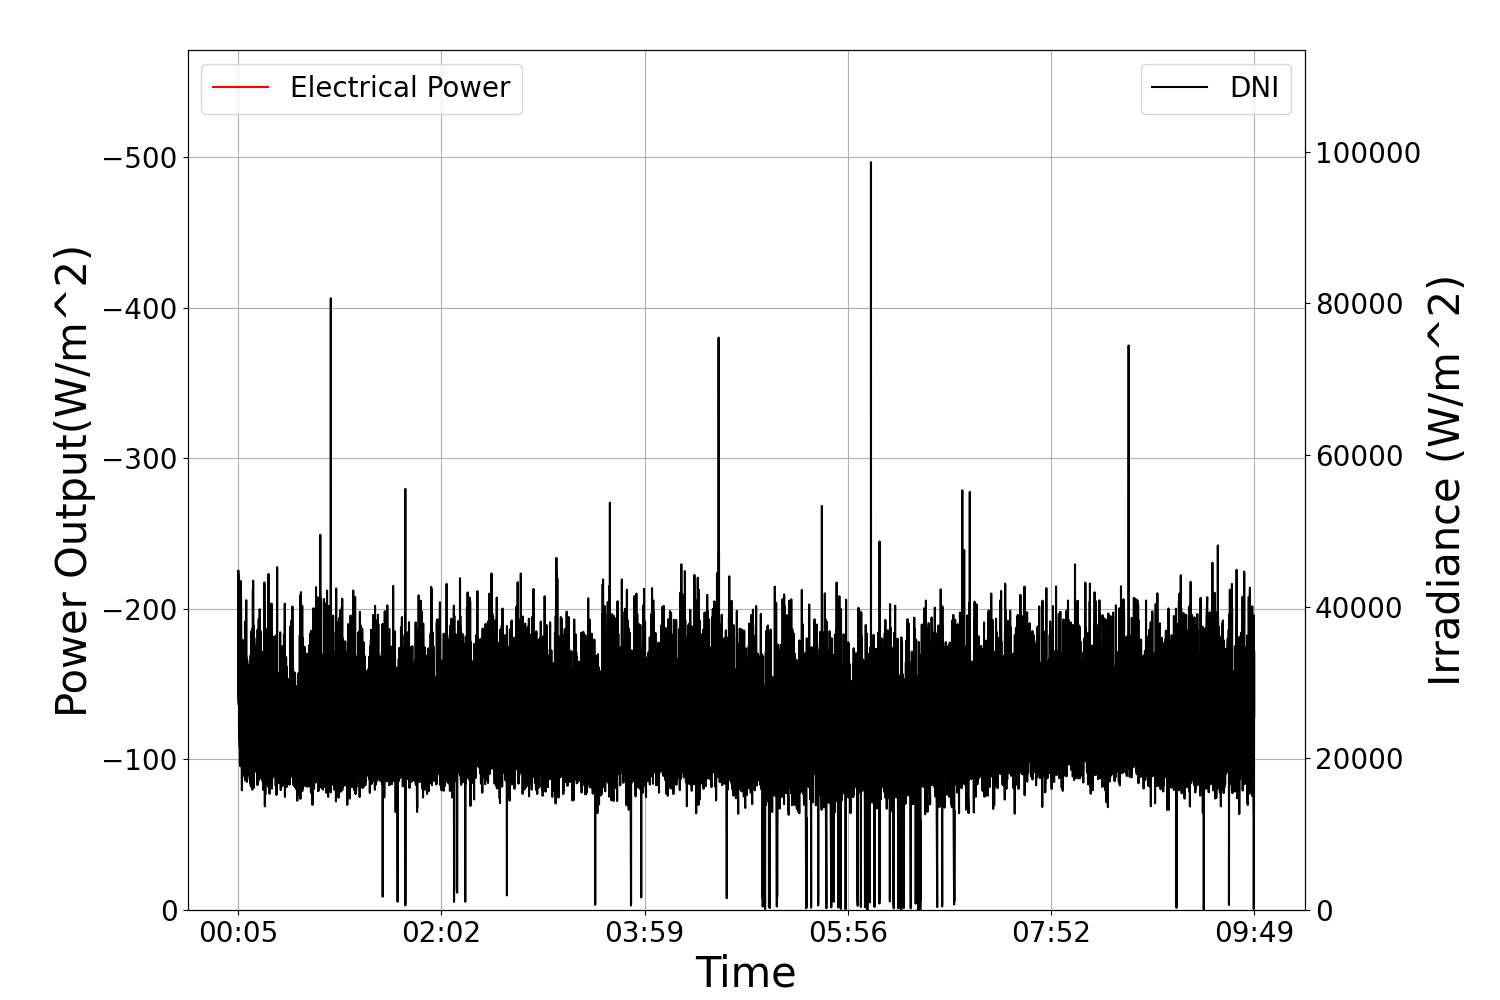 Electrical Power
DNI
Power Output(W/m^2)
−500
−400
−300
−200
−100
0
100000
80000
60000
40000
20000
0
Irradiance (W/m^2)
00:05 02:02 03:59 05:56 07:52 09:49
Time